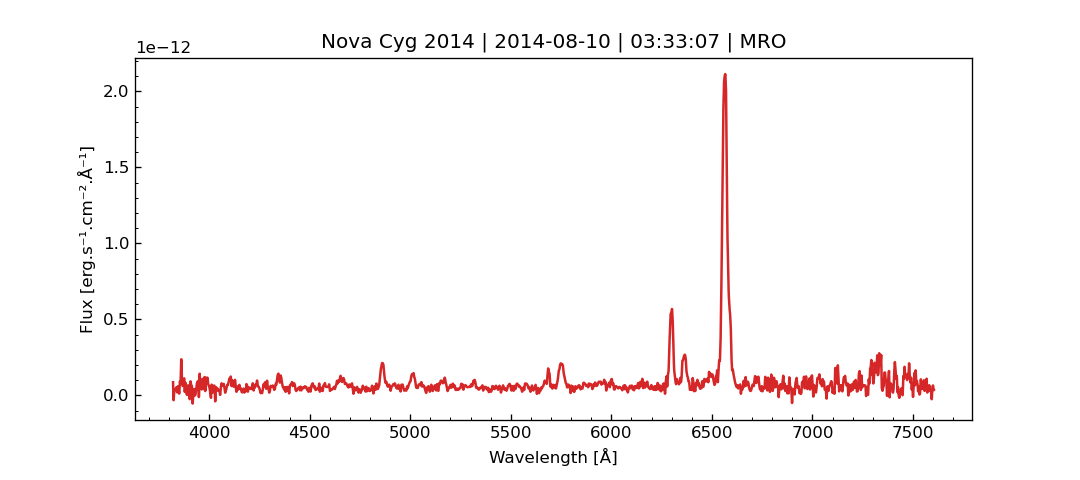 Nova Cyg 2014 | 2014-08-10 | 03:33:07 | MRO
1e−12
2.0
1.5
1.0
0.5
0.0
Flux [erg.s⁻¹.cm⁻².Å⁻¹]
4000 4500 5000 5500 6000 6500 7000 7500
Wavelength [Å]